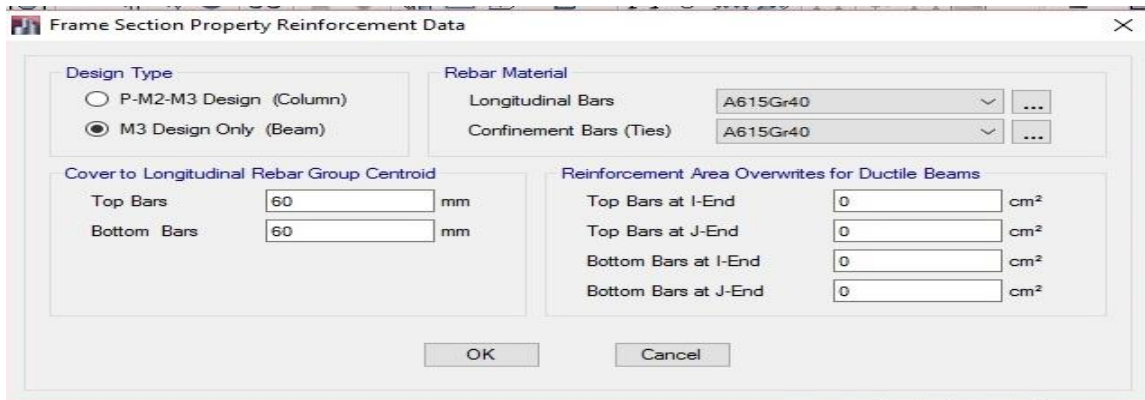 Frame Section Property Reinforcement Data
Design Type
P-M2-M3 Design (Column)
M3 Design Only (Beam)
Rebar Material
Longitudinal Bars A615Gr40 ...
Confinement Bars (Ties) A615Gr40 ...
Cover to Longitudinal Rebar Group Centroid
Top Bars 60 mm
Bottom Bars 60 mm
Reinforcement Area Overwrites for Ductile Beams
Top Bars at I-End 0 cm²
Top Bars at J-End 0 cm²
Bottom Bars at I-End 0 cm²
Bottom Bars at J-End 0 cm²
OK Cancel